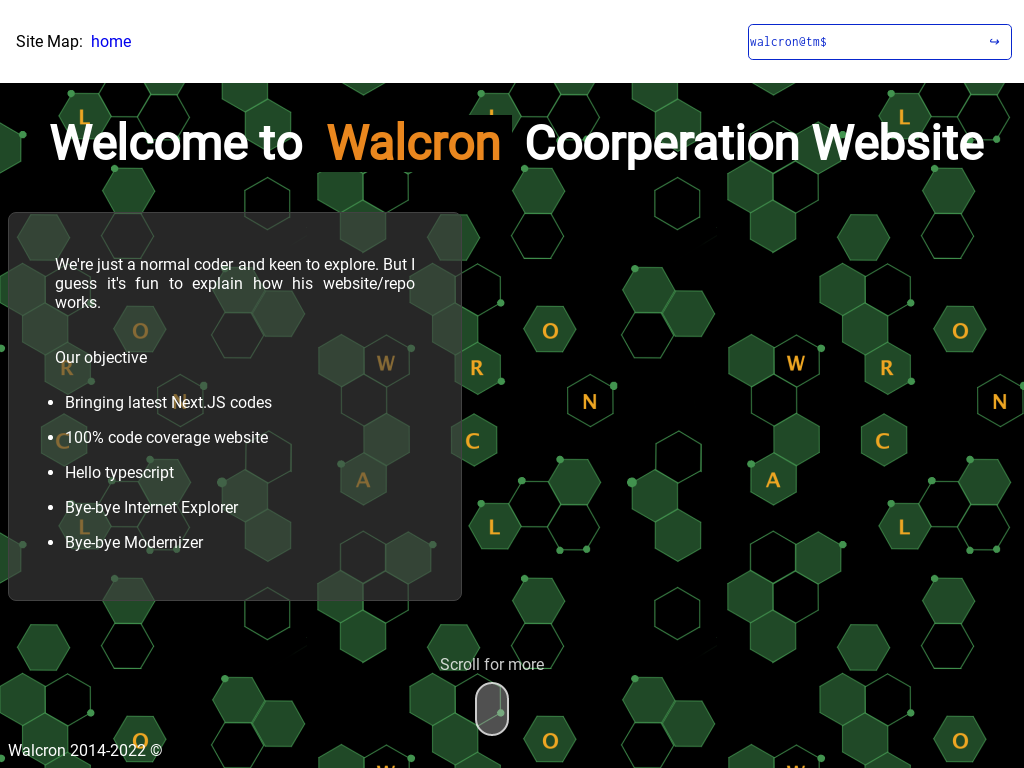 Site Map: home
walcron@tm$ ↪
Welcome to Walcron Coorperation Website
We're just a normal coder and keen to explore. But I
guess it's fun to explain how his website/repo
works.
Our objective
Bringing latest Next.JS codes
100% code coverage website
Hello typescript
Bye-bye Internet Explorer
Bye-bye Modernizer
Scroll for more
Walcron 2014-2022 ©